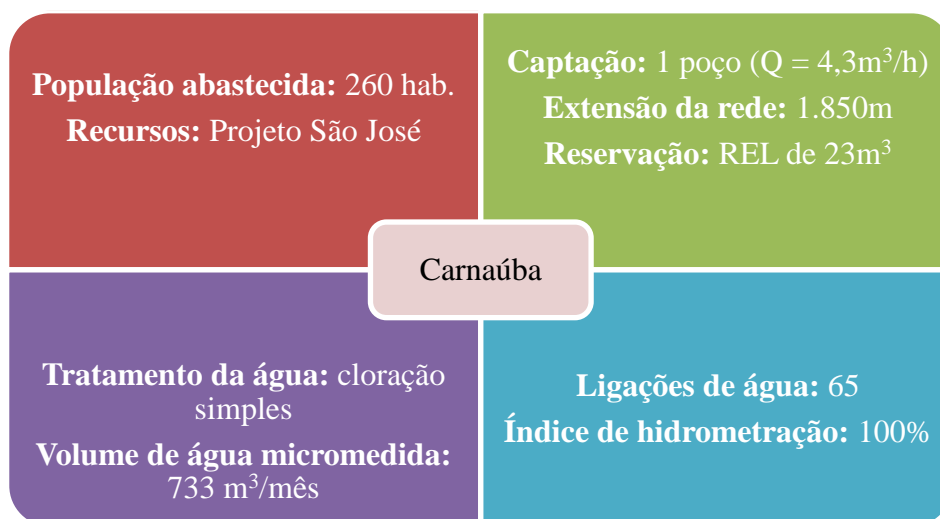 População abastecida: 260 hab.
Recursos: Projeto São José
Captação: 1 poço (Q = 4,3m³/h)
Extensão da rede: 1.850m
Reservação: REL de 23m³
Carnaúba
Tratamento da água: cloração
simples
Volume de água micromedida:
733 m³/mês
Ligações de água: 65
Índice de hidrometração: 100%